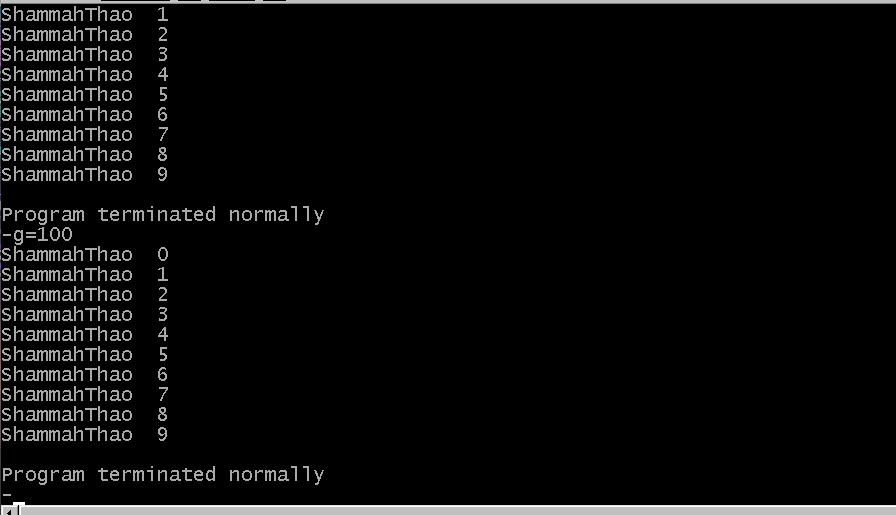 ShammahThao  1
ShammahThao  2
ShammahThao  3
ShammahThao  4
ShammahThao  5
ShammahThao  6
ShammahThao  7
ShammahThao  8
ShammahThao  9
Program terminated normally
-g=100
ShammahThao  0
ShammahThao  1
ShammahThao  2
ShammahThao  3
ShammahThao  4
ShammahThao  5
ShammahThao  6
ShammahThao  7
ShammahThao  8
ShammahThao  9
Program terminated normally
-